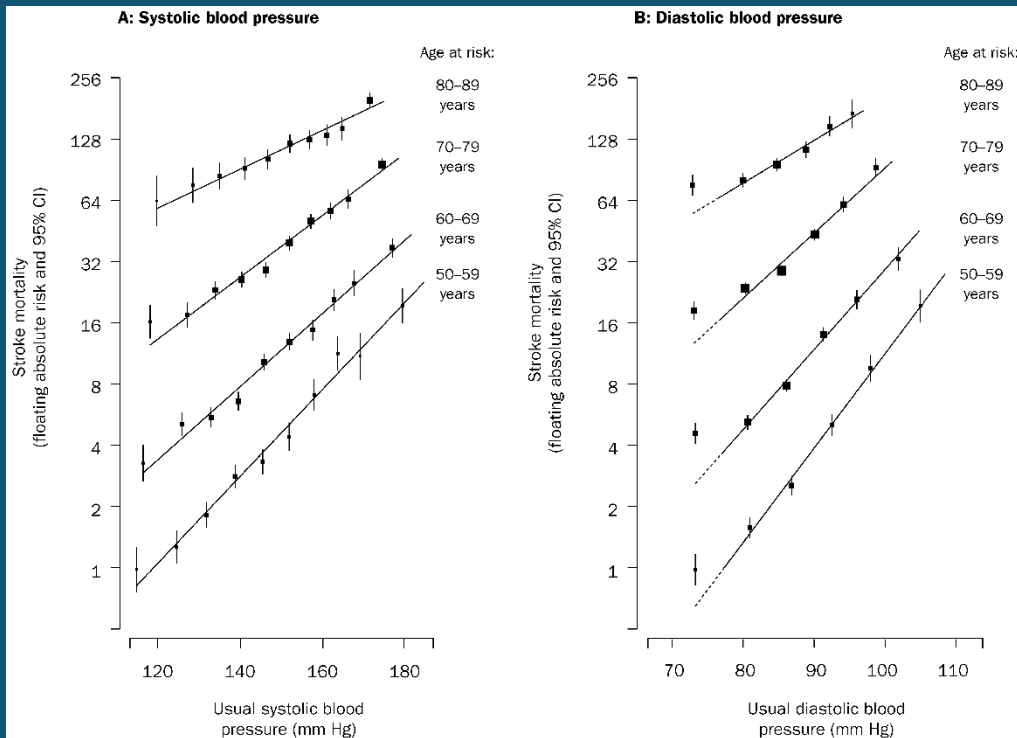 A: Systolic blood pressure
Age at risk:
80–89
years
70–79
years
60–69
years
50–59
years
256
128
64
32
16
8
4
2
1
Stroke mortality
(floating absolute risk and 95% CI)
120
140
160
180
Usual systolic blood
pressure (mm Hg)
B: Diastolic blood pressure
Age at risk:
80–89
years
70–79
years
60–69
years
50–59
years
256
128
64
32
16
8
4
2
1
Stroke mortality
(floating absolute risk and 95% CI)
70
80
90
100
110
Usual diastolic blood
pressure (mm Hg)